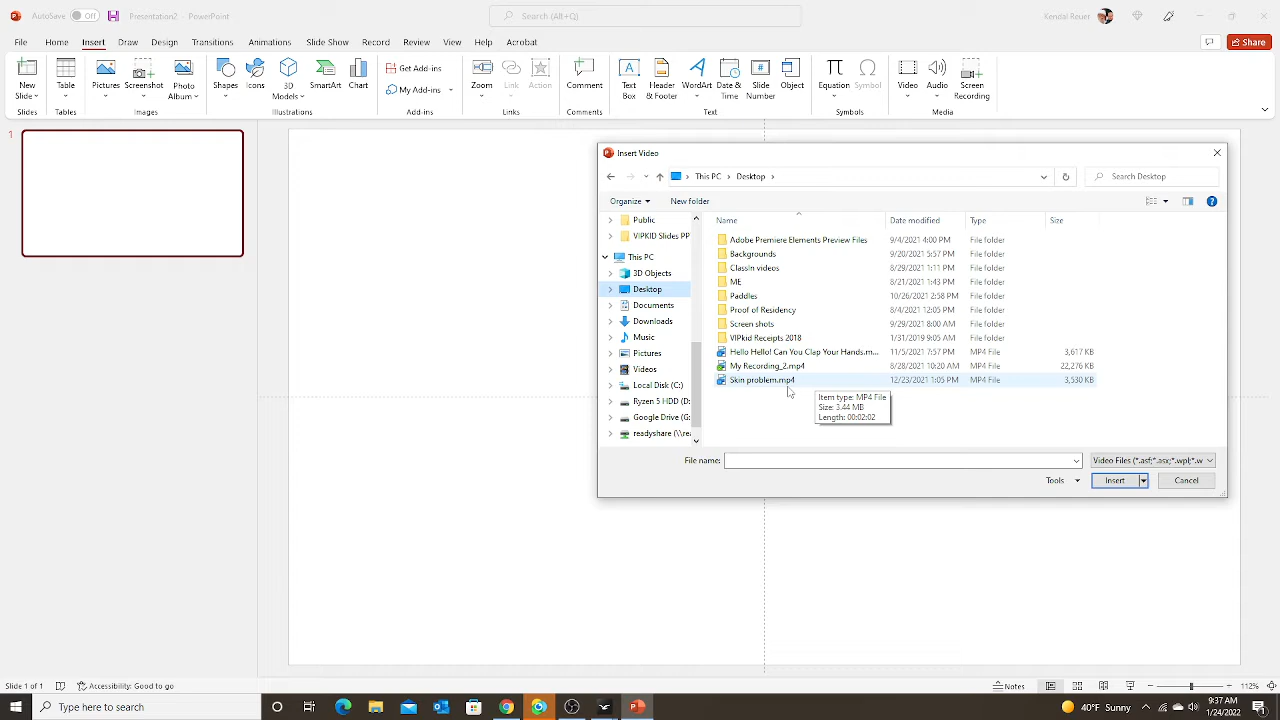 AutoSave Off Presentation2 - PowerPoint Search (Alt+Q) Kendal Reuer
File Home Insert Draw Design Transitions Animations Slide Show Record Review View Help Acrobat Share
New Slide Table Pictures Screenshot Photo Album Shapes Icons 3D Models SmartArt Chart Get Add-ins My Add-ins Zoom Link Action Comment Text Box Header & Footer WordArt Date & Time Slide Number Object Equation Symbol Video Audio Screen Recording
Slides Tables Images Illustrations Add-ins Links Comments Text Symbols Media
1
Insert Video
This PC Desktop Search Desktop
Organize New folder
Name Date modified Type Size
Public
VIPKID Slides PP
This PC
3D Objects
Desktop
Documents
Downloads
Music
Pictures
Videos
Local Disk (C:)
Ryzen 5 HDD (D:
Google Drive (G:
readyshare (\\rea
Adobe Premiere Elements Preview Files 9/4/2021 4:00 PM File folder
Backgrounds 9/20/2021 5:57 PM File folder
ClassIn videos 8/29/2021 1:11 PM File folder
ME 8/21/2021 1:43 PM File folder
Paddles 10/26/2021 2:58 PM File folder
Proof of Residency 8/4/2021 12:05 PM File folder
Screen shots 9/29/2021 8:00 AM File folder
VIPkid Receipts 2018 1/31/2019 9:05 AM File folder
Hello Hello! Can You Clap Your Hands.m... 11/5/2021 7:57 PM MP4 File 3,617 KB
My Recording_2.mp4 8/28/2021 10:20 AM MP4 File 22,276 KB
Skin problem.mp4 12/23/2021 1:05 PM MP4 File 3,530 KB
Item type: MP4 File
Size: 3.44 MB
Length: 00:02:02
File name: Video Files (*.asf;*.asx;*.wpl;*.w
Tools Insert Cancel
Slide 1 of 1 Accessibility: Good to go Notes 112%
Type here to search 40°F Sunny 9:37 AM
1/24/2022